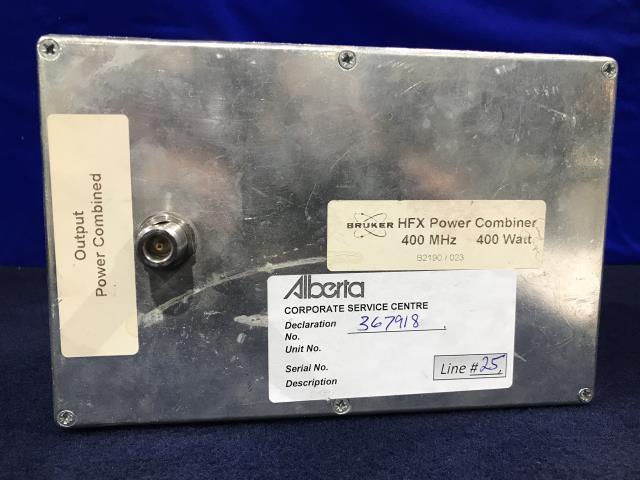 Output
Power Combined
BRUKER HFX Power Combiner
400 MHz 400 Watt
B2190 / 023
Alberta
CORPORATE SERVICE CENTRE
Declaration No. 367918
Unit No.
Serial No.
Description
Line # 25